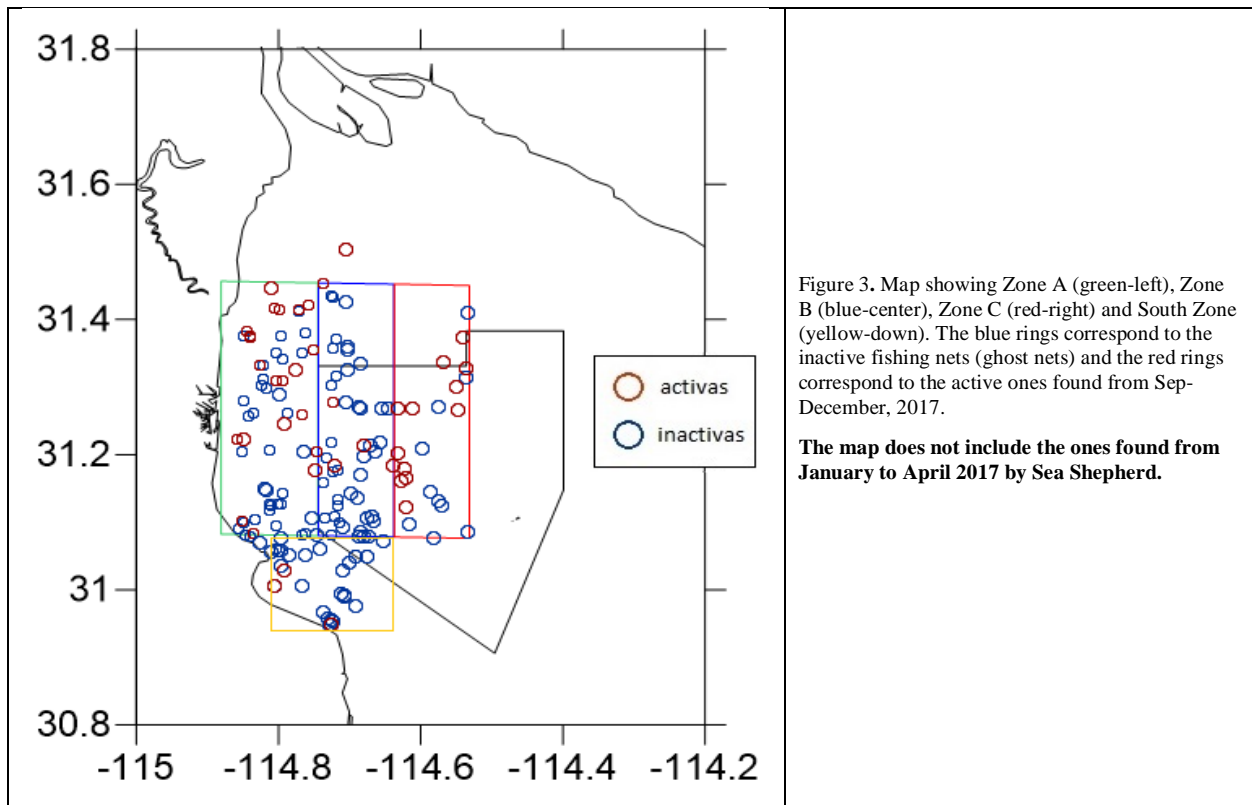 31.8
31.6
31.4
31.2
31
30.8
-115
-114.8
-114.6
-114.4
-114.2
activas
inactivas
Figure 3. Map showing Zone A (green-left), Zone
B (blue-center), Zone C (red-right) and South Zone
(yellow-down). The blue rings correspond to the
inactive fishing nets (ghost nets) and the red rings
correspond to the active ones found from Sep-
December, 2017.
The map does not include the ones found from
January to April 2017 by Sea Shepherd.